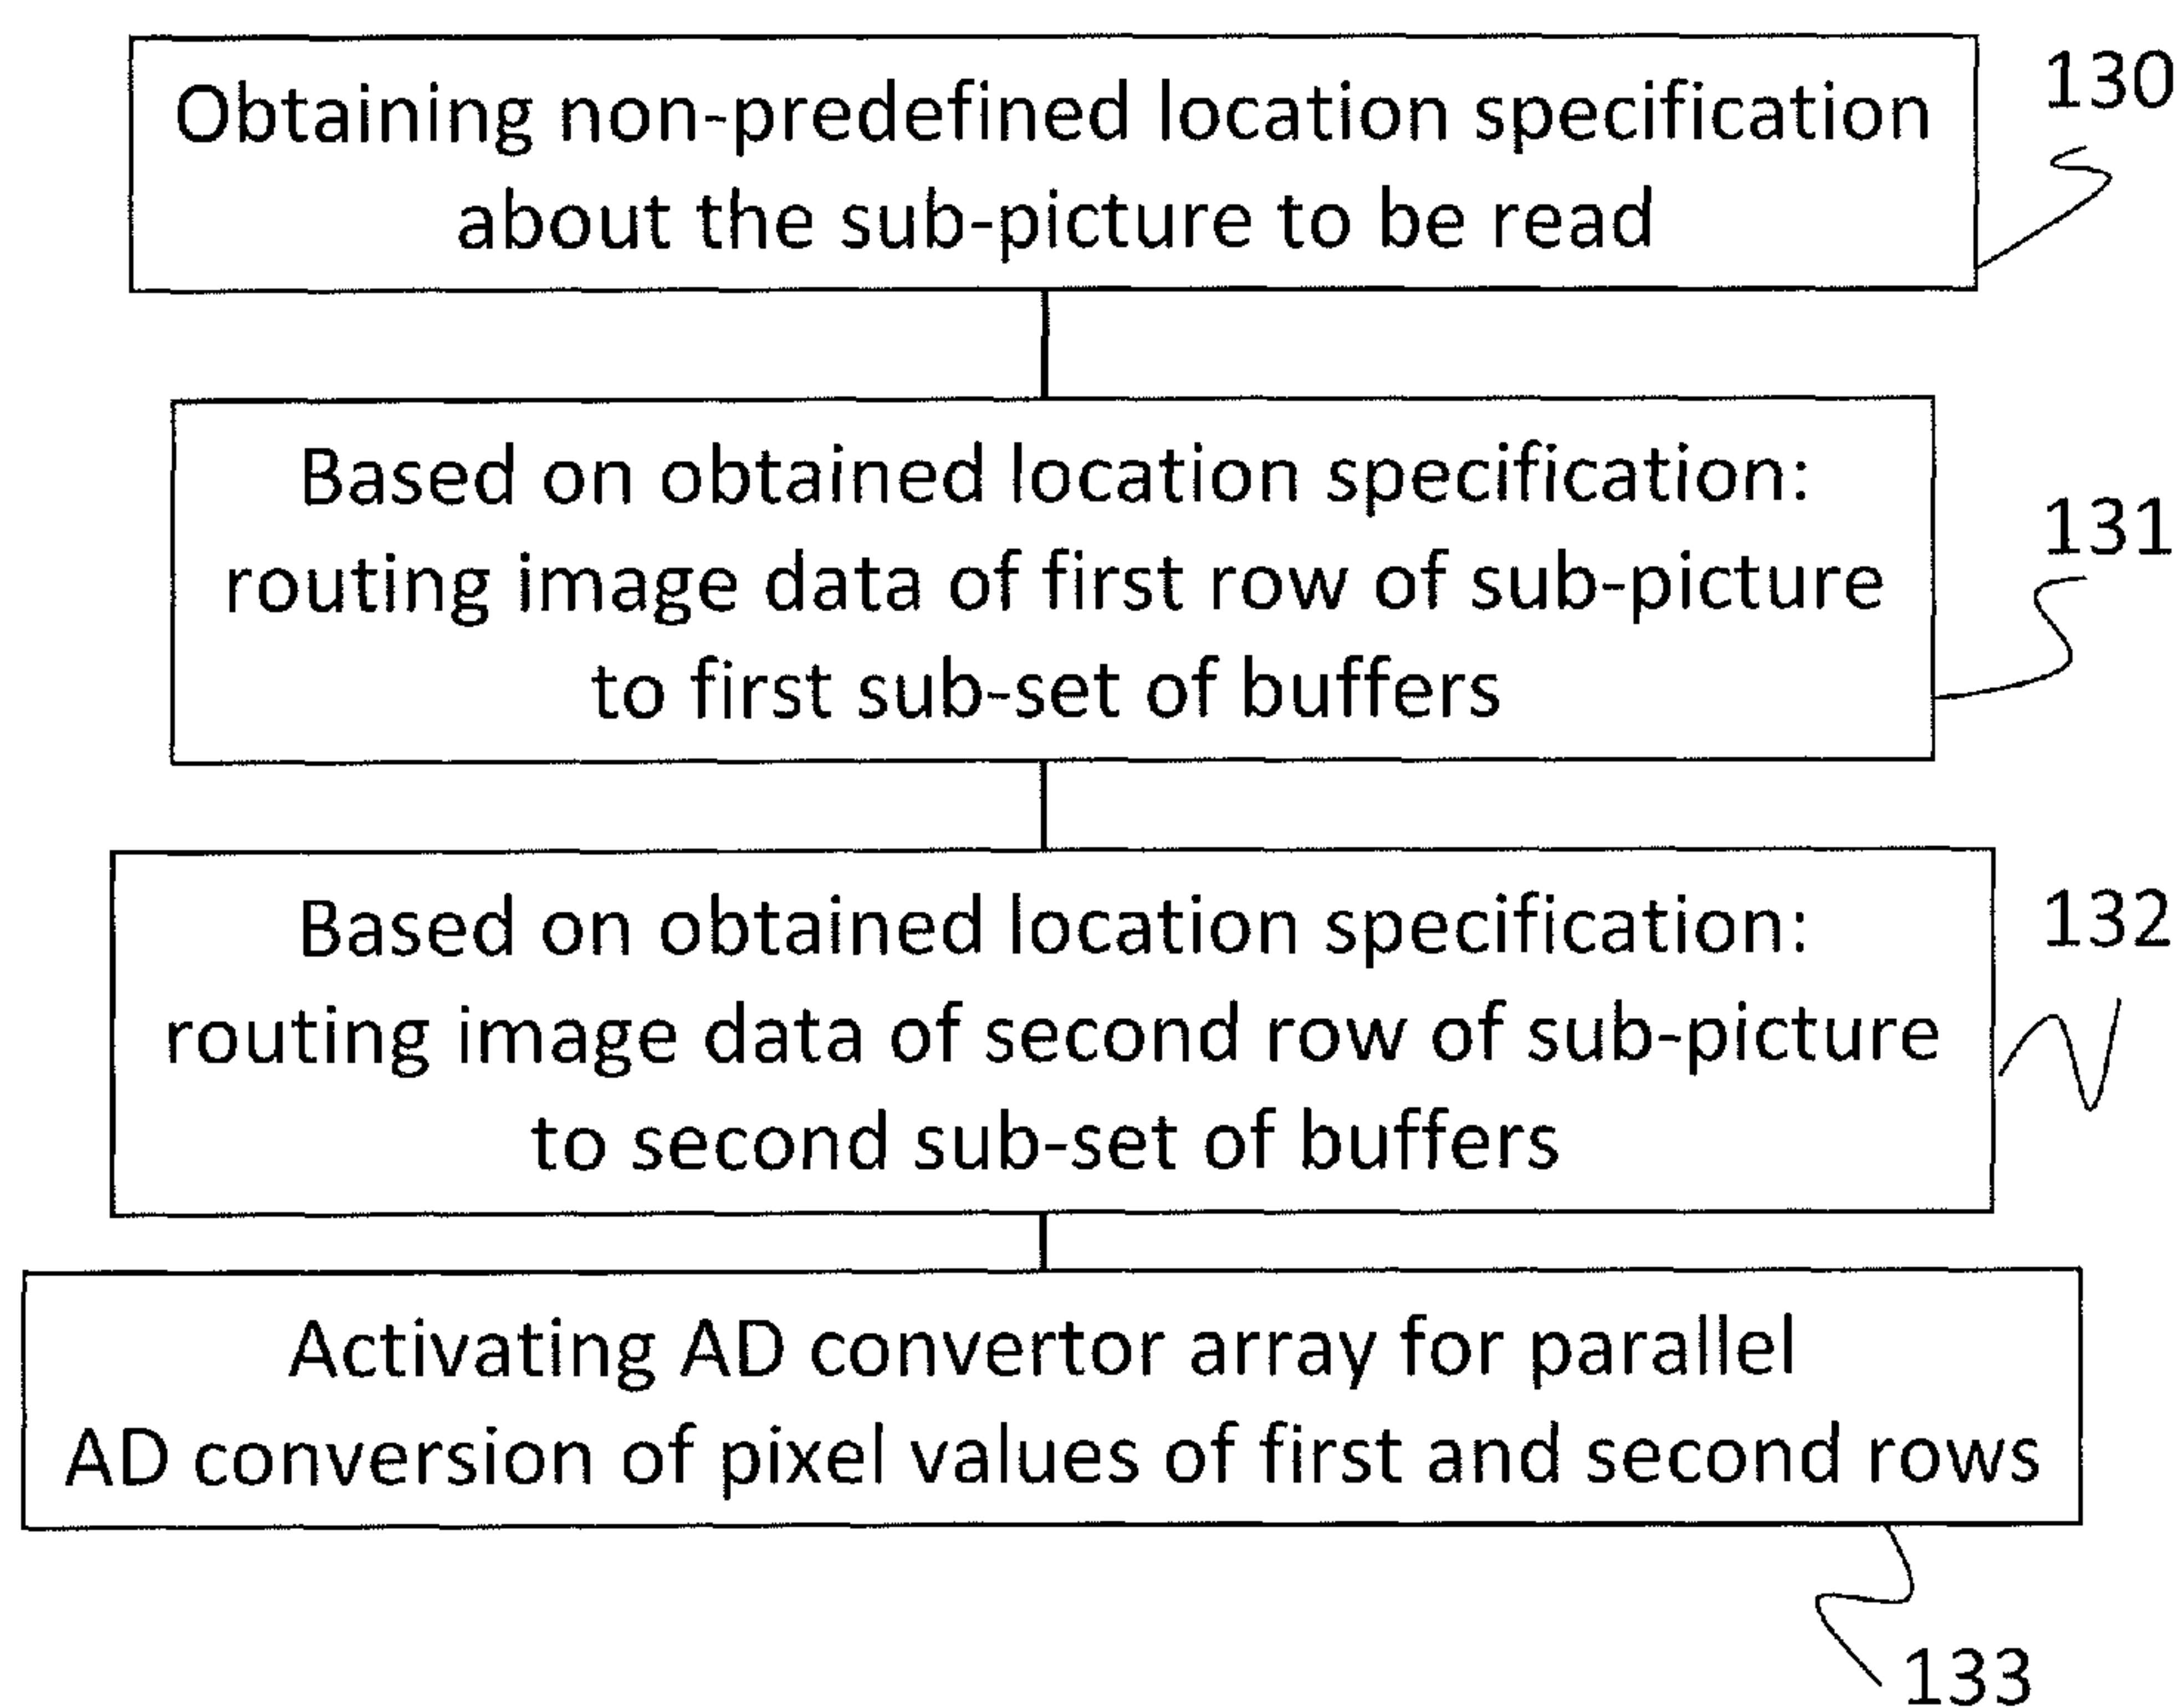 Obtaining non-predefined location specification
about the sub-picture to be read
130
Based on obtained location specification:
routing image data of first row of sub-picture
to first sub-set of buffers
131
Based on obtained location specification:
routing image data of second row of sub-picture
to second sub-set of buffers
132
Activating AD convertor array for parallel
AD conversion of pixel values of first and second rows
133